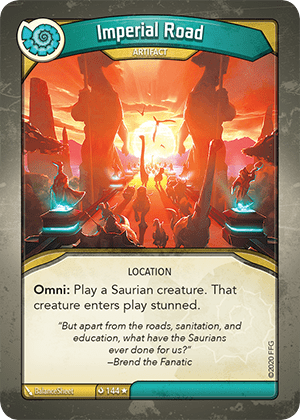 Imperial Road
ARTIFACT
LOCATION
Omni: Play a Saurian creature. That
creature enters play stunned.
“But apart from the roads, sanitation, and
education, what have the Saurians
ever done for us?”
–Brend the Fanatic
©2020 FFG
144